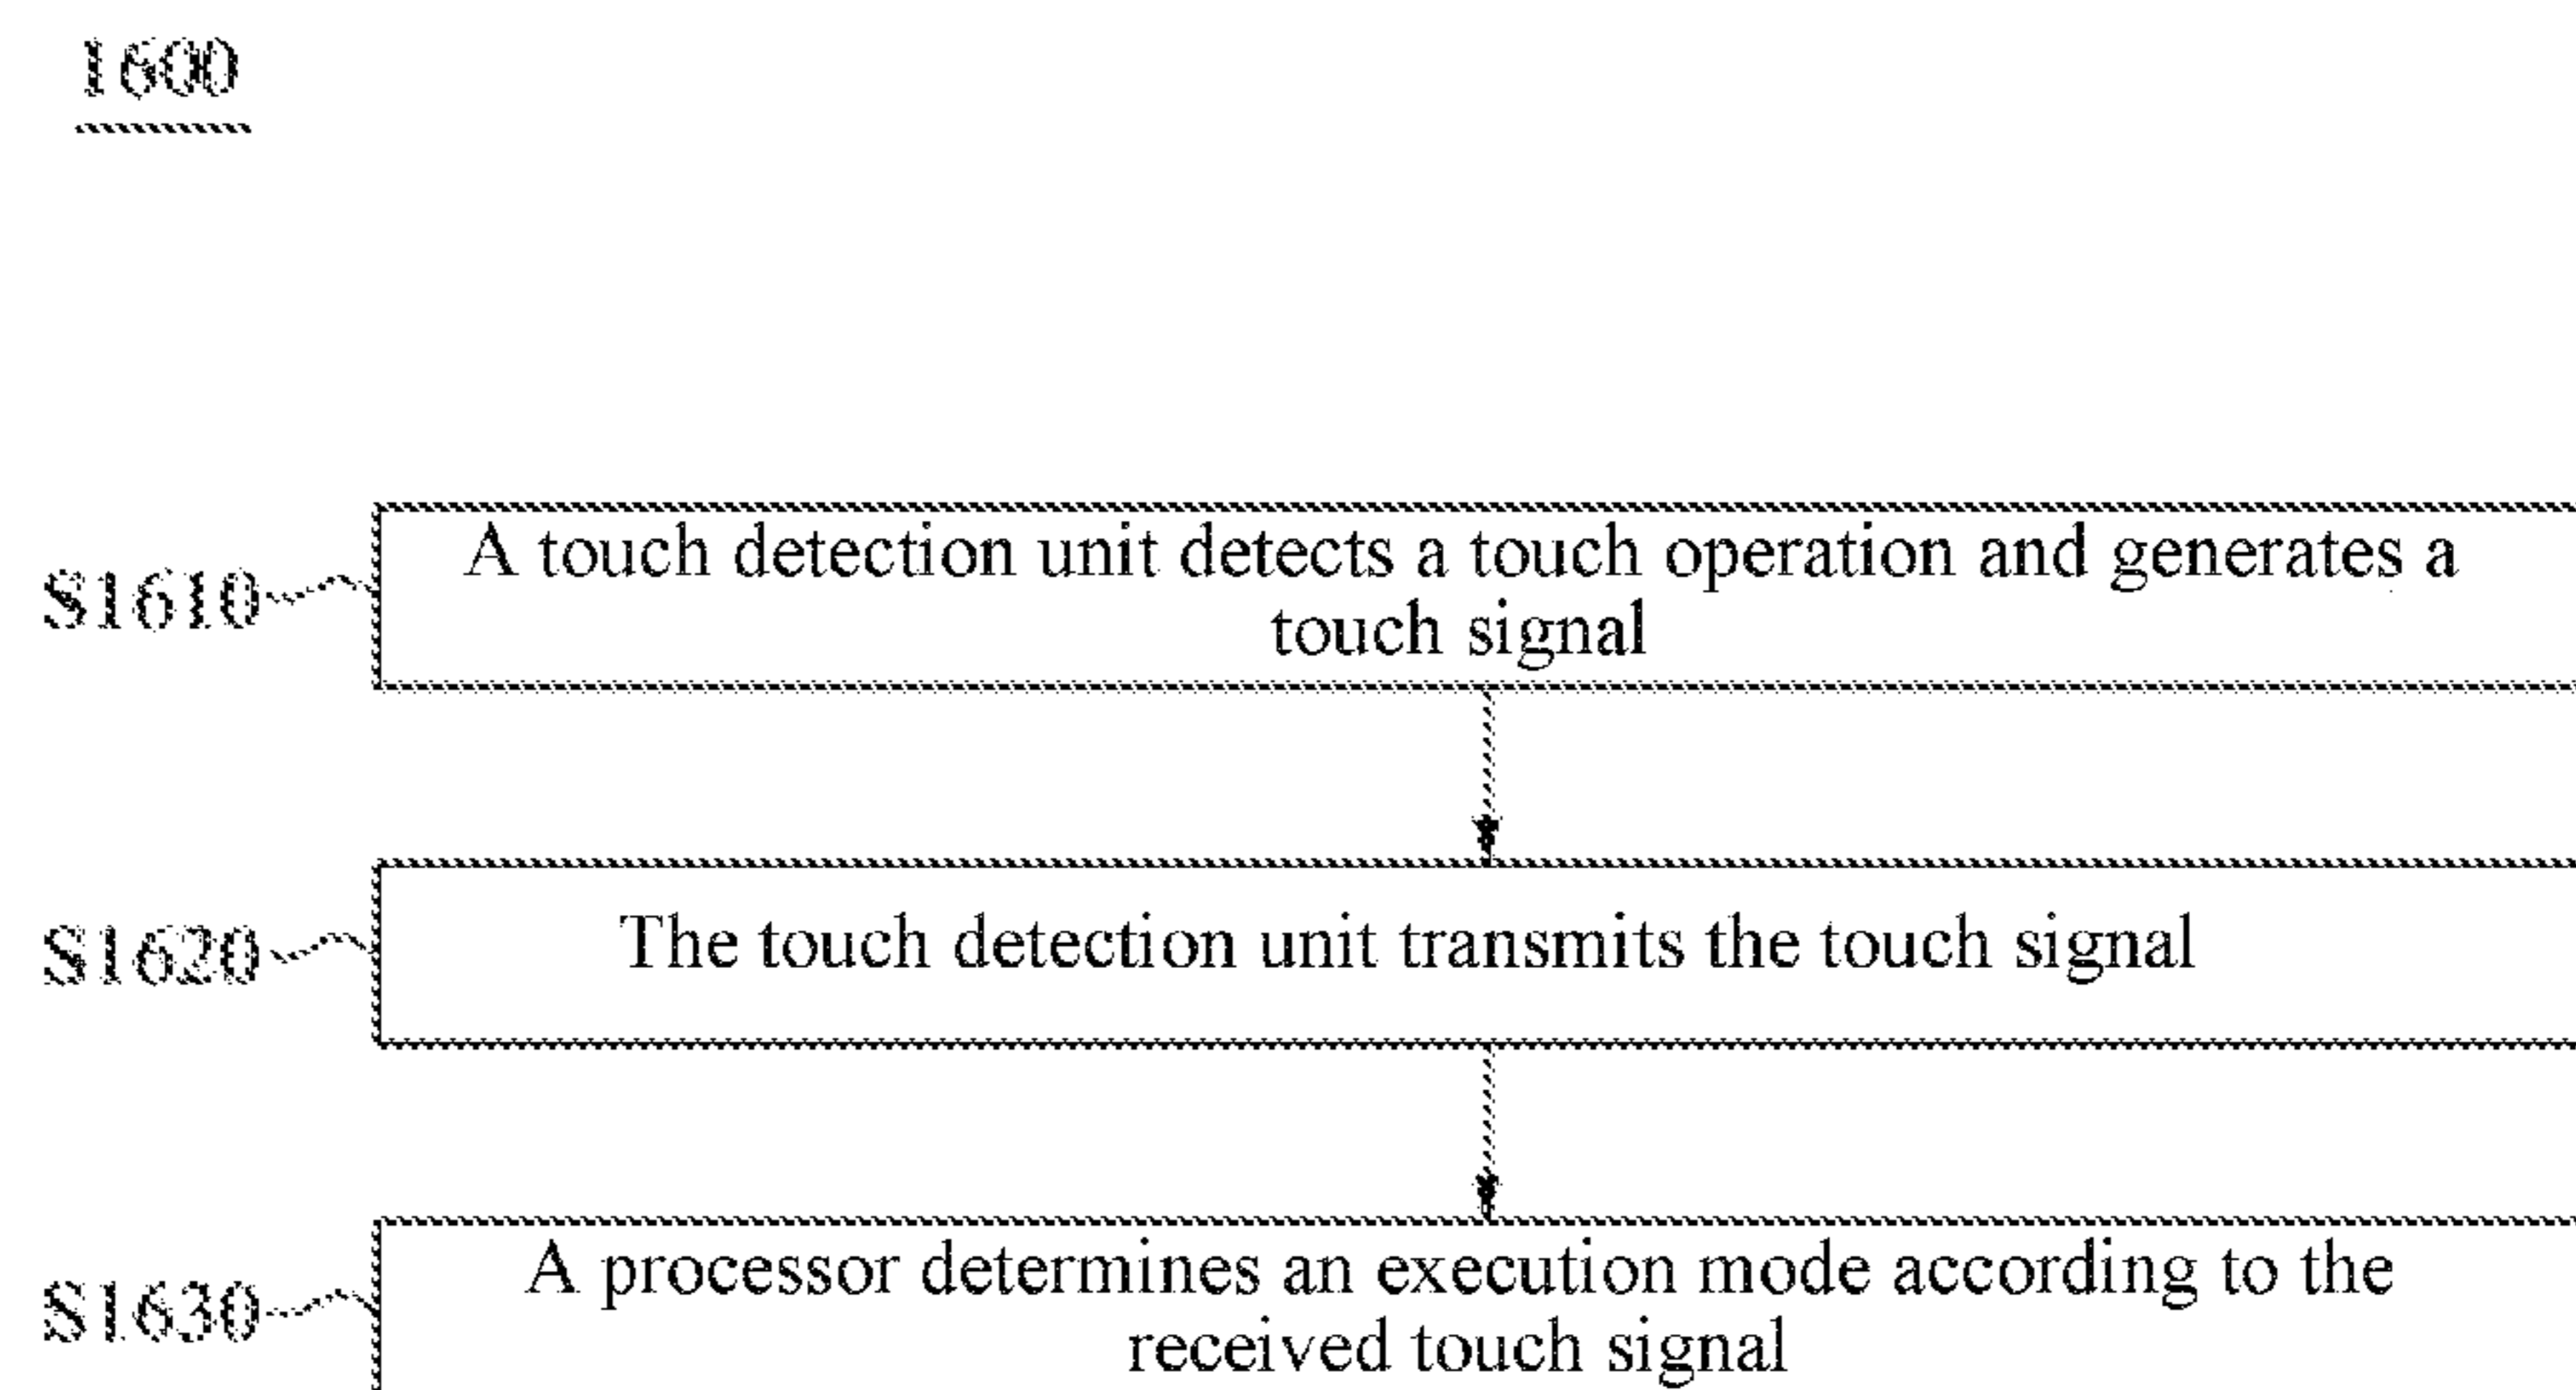 1600
A touch detection unit detects a touch operation and generates a
touch signal
S1610
The touch detection unit transmits the touch signal
S1620
A processor determines an execution mode according to the
received touch signal
S1630